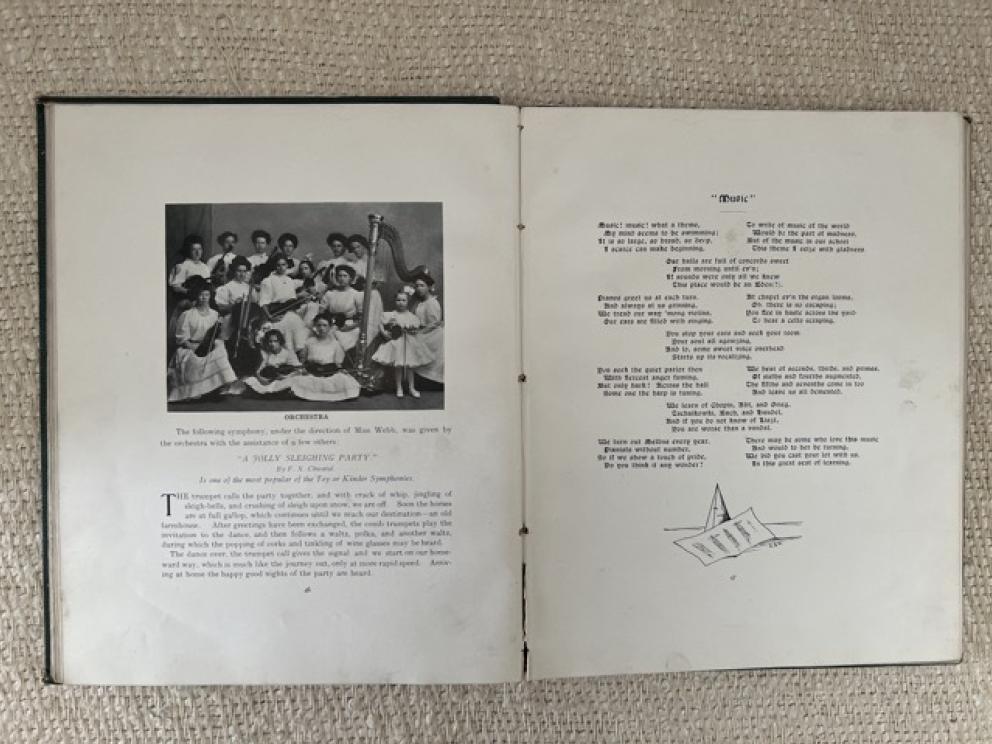 ORCHESTRA
The following symphony, under the direction of Miss Webb, was given by
the orchestra with the assistance of a few others:
"A JOLLY SLEIGHING PARTY."
By F. X. Chwatal.
Is one of the most popular of the Toy or Kinder Symphonies.
THE trumpet calls the party together, and with crack of whip, jingling of
sleigh-bells, and crushing of sleigh upon snow, we are off. Soon the horses
are at full gallop, which continues until we reach our destination—an old
farmhouse. After greetings have been exchanged, the comb trumpets play the
invitation to the dance, and then follows a waltz, polka, and another waltz,
during which the popping of corks and tinkling of wine glasses may be heard.
The dance over, the trumpet call gives the signal and we start on our home-
ward way, which is much like the journey out, only at more rapid speed. Arriv-
ing at home the happy good nights of the party are heard.
"Music"
Music! music! what a theme,
My mind seems to be swimming;
It is so large, so broad, so deep,
I scarce can make beginning.
To write of music of the world
Would be the part of madness,
But of the music in our school
This theme I seize with gladness.
Our halls are full of concords sweet
From morning until ev'n;
If sounds were only all we knew
This place would be an Eden(?).
Pianos greet us at each turn,
And always at us grinning,
We tread our way 'mong violins,
Our ears are filled with singing.
At chapel ev'n the organ looms,
Oh, there is no escaping;
You flee in haste across the yard
To hear a cello scraping.
You stop your ears and seek your room
Your soul all agonizing,
And lo, some sweet voice overhead
Starts up its vocalizing.
You seek the quiet parlor then
With fiercest anger fuming,
But only hark! Across the hall
Some one the harp is tuning.
We hear of seconds, thirds, and primes,
Of sixths and fourths augmented,
The fifths and sevenths come in too
And leave us all demented.
We learn of Chopin, Abt, and Grieg,
Tschaikowski, Bach, and Handel,
And if you do not know of Liszt,
You are worse than a vandal.
We turn out Melbas every year,
Pianists without number,
So if we show a touch of pride,
Do you think it any wonder?
There may be some who love this music
And would to her be turning,
We bid you cast your lot with us,
In this great seat of learning.